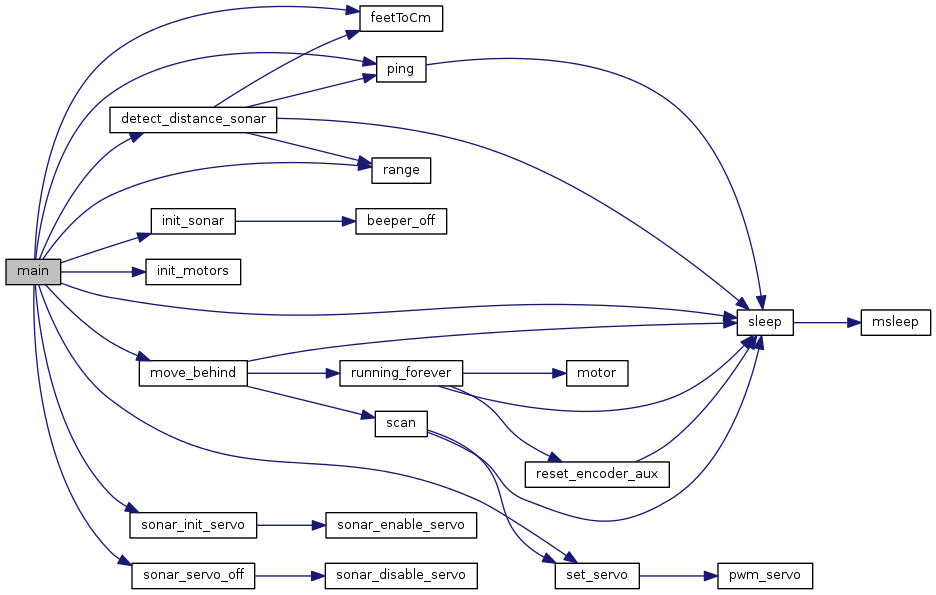 feetToCm
ping
detect_distance_sonar
range
init_sonar
beeper_off
main
init_motors
sleep
msleep
move_behind
running_forever
motor
scan
reset_encoder_aux
sonar_init_servo
sonar_enable_servo
sonar_servo_off
sonar_disable_servo
set_servo
pwm_servo